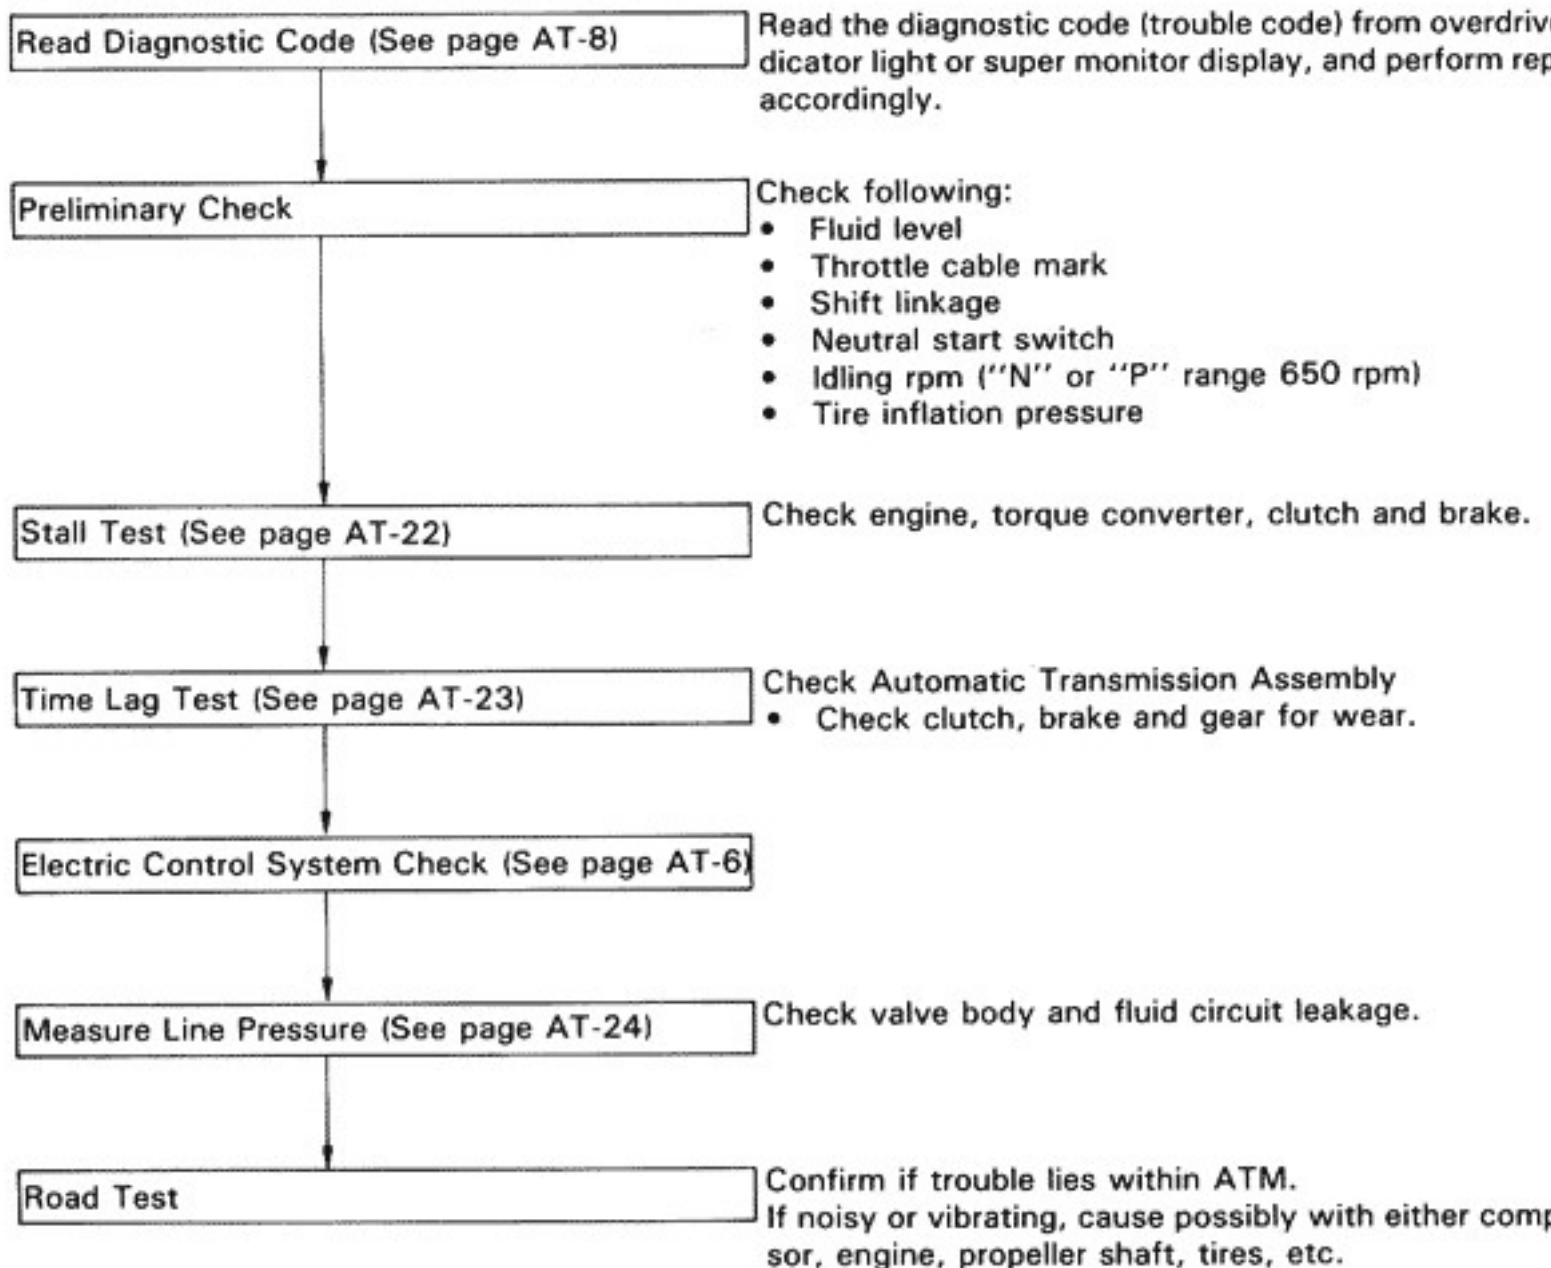 Read Diagnostic Code (See page AT-8)
Read the diagnostic code (trouble code) from overdrive
dicator light or super monitor display, and perform rep
accordingly.
Preliminary Check
Check following:
• Fluid level
• Throttle cable mark
• Shift linkage
• Neutral start switch
• Idling rpm (''N'' or ''P'' range 650 rpm)
• Tire inflation pressure
Stall Test (See page AT-22)
Check engine, torque converter, clutch and brake.
Time Lag Test (See page AT-23)
Check Automatic Transmission Assembly
• Check clutch, brake and gear for wear.
Electric Control System Check (See page AT-6)
Measure Line Pressure (See page AT-24)
Check valve body and fluid circuit leakage.
Road Test
Confirm if trouble lies within ATM.
If noisy or vibrating, cause possibly with either comp
sor, engine, propeller shaft, tires, etc.